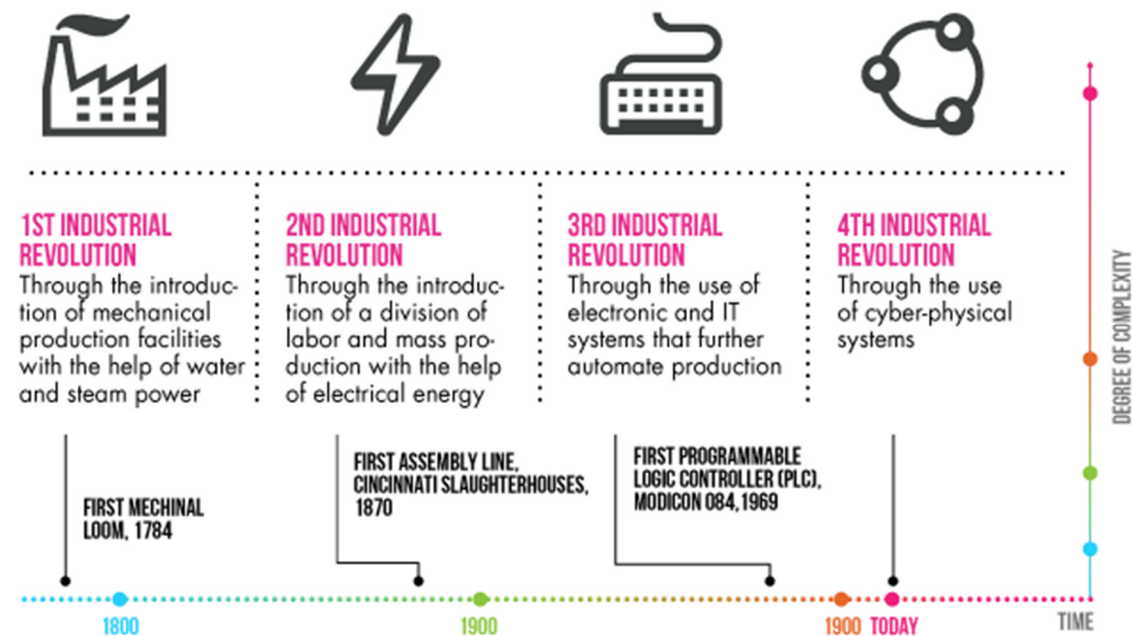 1ST INDUSTRIAL
REVOLUTION
Through the introduc-
tion of mechanical
production facilities
with the help of water
and steam power
2ND INDUSTRIAL
REVOLUTION
Through the introduc-
tion of a division of
labor and mass pro-
duction with the help
of electrical energy
3RD INDUSTRIAL
REVOLUTION
Through the use of
electronic and IT
systems that further
automate production
4TH INDUSTRIAL
REVOLUTION
Through the use
of cyber-physical
systems
DEGREE OF COMPLEXITY
FIRST MECHINAL
LOOM, 1784
FIRST ASSEMBLY LINE,
CINCINNATI SLAUGHTERHOUSES,
1870
FIRST PROGRAMMABLE
LOGIC CONTROLLER (PLC),
MODICON 084,1969
1800
1900
1900
TODAY
TIME